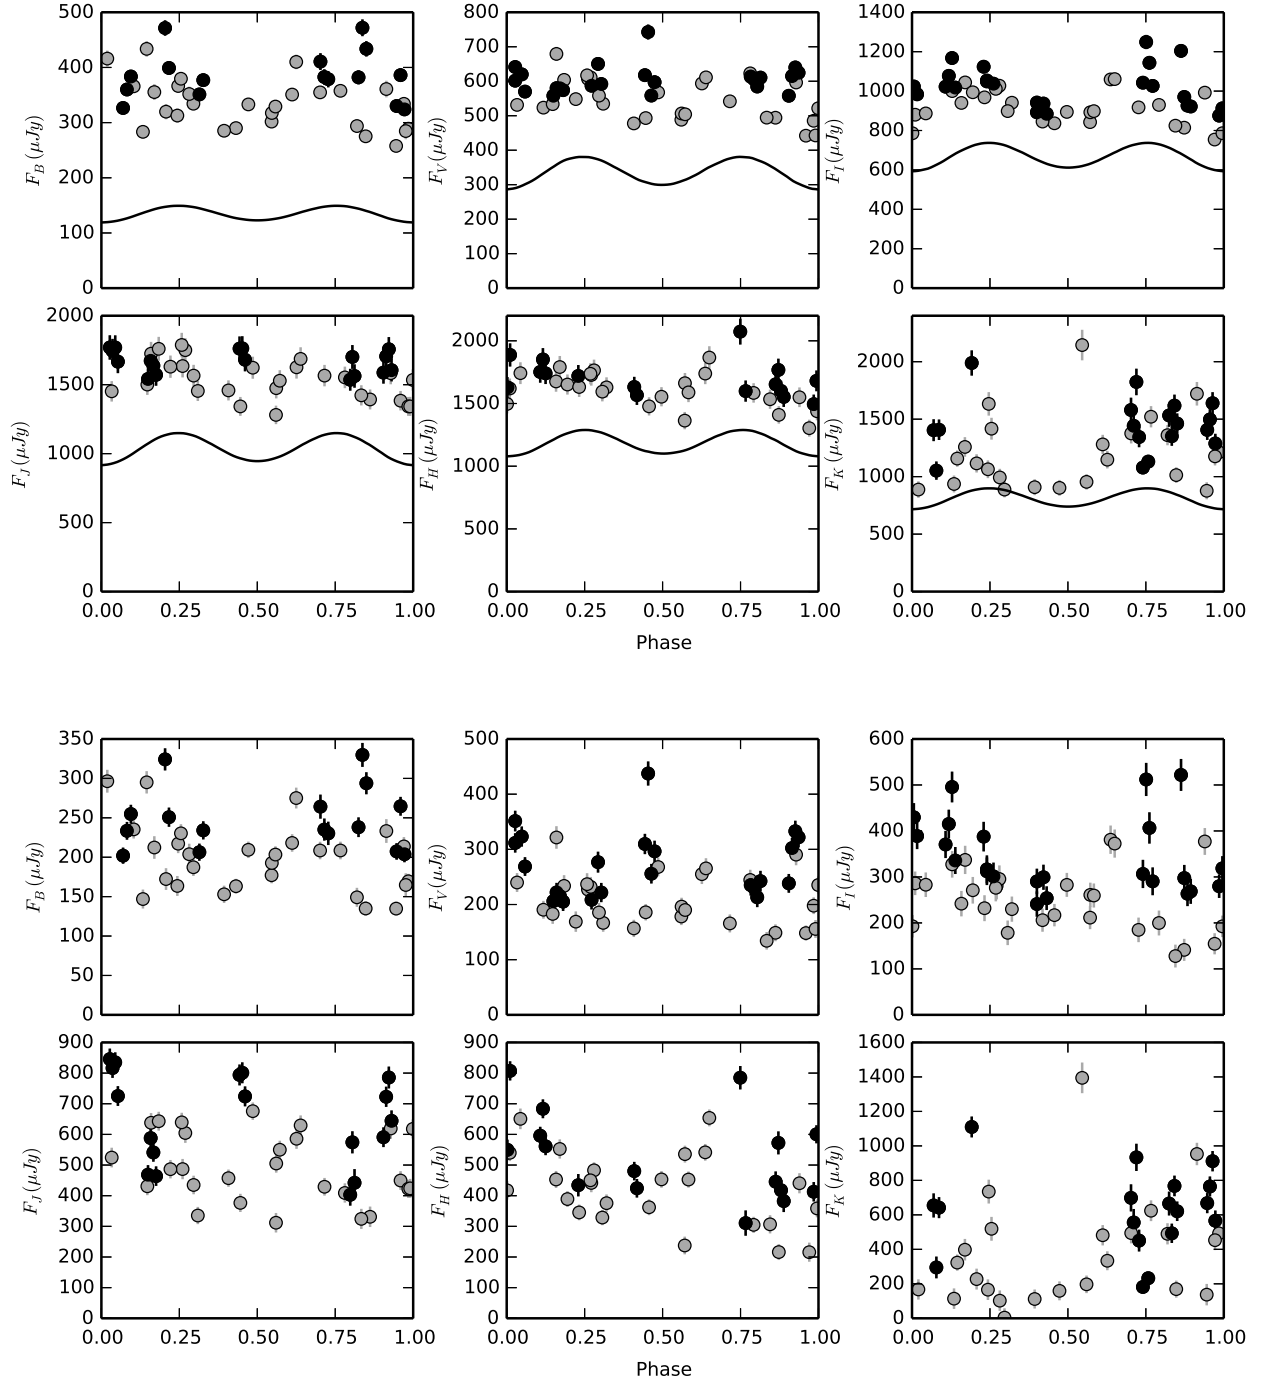 500 400 300 200 100 0 F_B (μJy)
800 700 600 500 400 300 200 100 0 F_V (μJy)
1400 1200 1000 800 600 400 200 0 F_I (μJy)
2000 1500 1000 500 0 F_J (μJy)
2000 1500 1000 500 0 F_H (μJy)
2000 1500 1000 500 0 F_K (μJy)
0.00 0.25 0.50 0.75 1.00
0.00 0.25 0.50 0.75 1.00
0.00 0.25 0.50 0.75 1.00
Phase
350 300 250 200 150 100 50 0 F_B (μJy)
500 400 300 200 100 0 F_V (μJy)
600 500 400 300 200 100 0 F_I (μJy)
900 800 700 600 500 400 300 200 100 0 F_J (μJy)
900 800 700 600 500 400 300 200 100 0 F_H (μJy)
1600 1400 1200 1000 800 600 400 200 0 F_K (μJy)
0.00 0.25 0.50 0.75 1.00
0.00 0.25 0.50 0.75 1.00
0.00 0.25 0.50 0.75 1.00
Phase